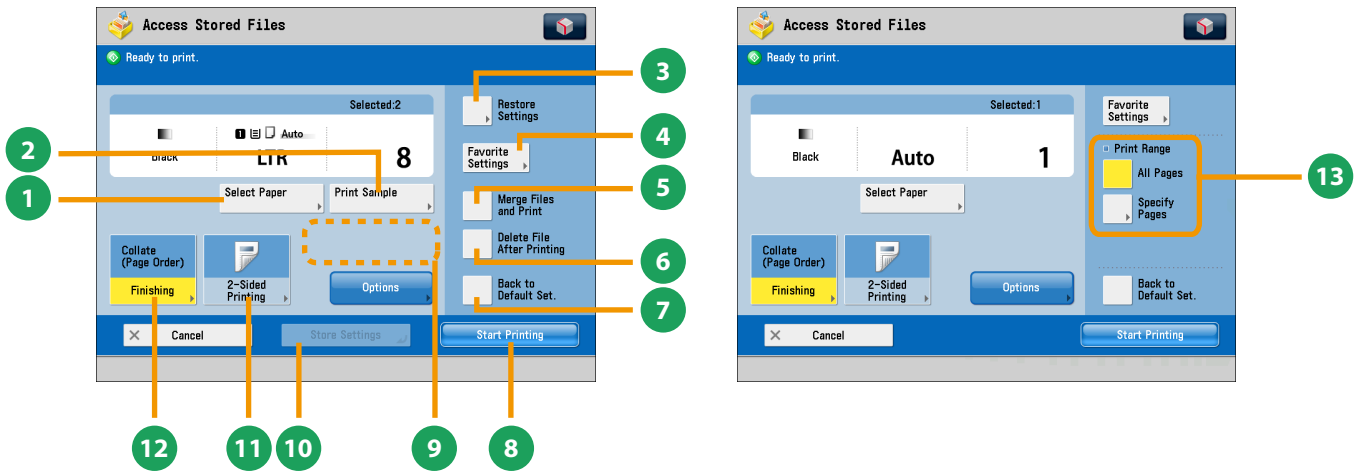 Access Stored Files
Ready to print.
Selected:2
1 Auto
Black
LTR
8
Select Paper
Print Sample
Restore
Settings
Favorite
Settings
Merge Files
and Print
Delete File
After Printing
Back to
Default Set.
Collate
(Page Order)
Finishing
2-Sided
Printing
Options
Cancel
Store Settings
Start Printing
1
2
3
4
5
6
7
8
9
10
11
12
Access Stored Files
Ready to print.
Selected:1
Black
Auto
1
Select Paper
Favorite
Settings
Print Range
All Pages
Specify
Pages
Back to
Default Set.
Collate
(Page Order)
Finishing
2-Sided
Printing
Options
Cancel
Start Printing
13